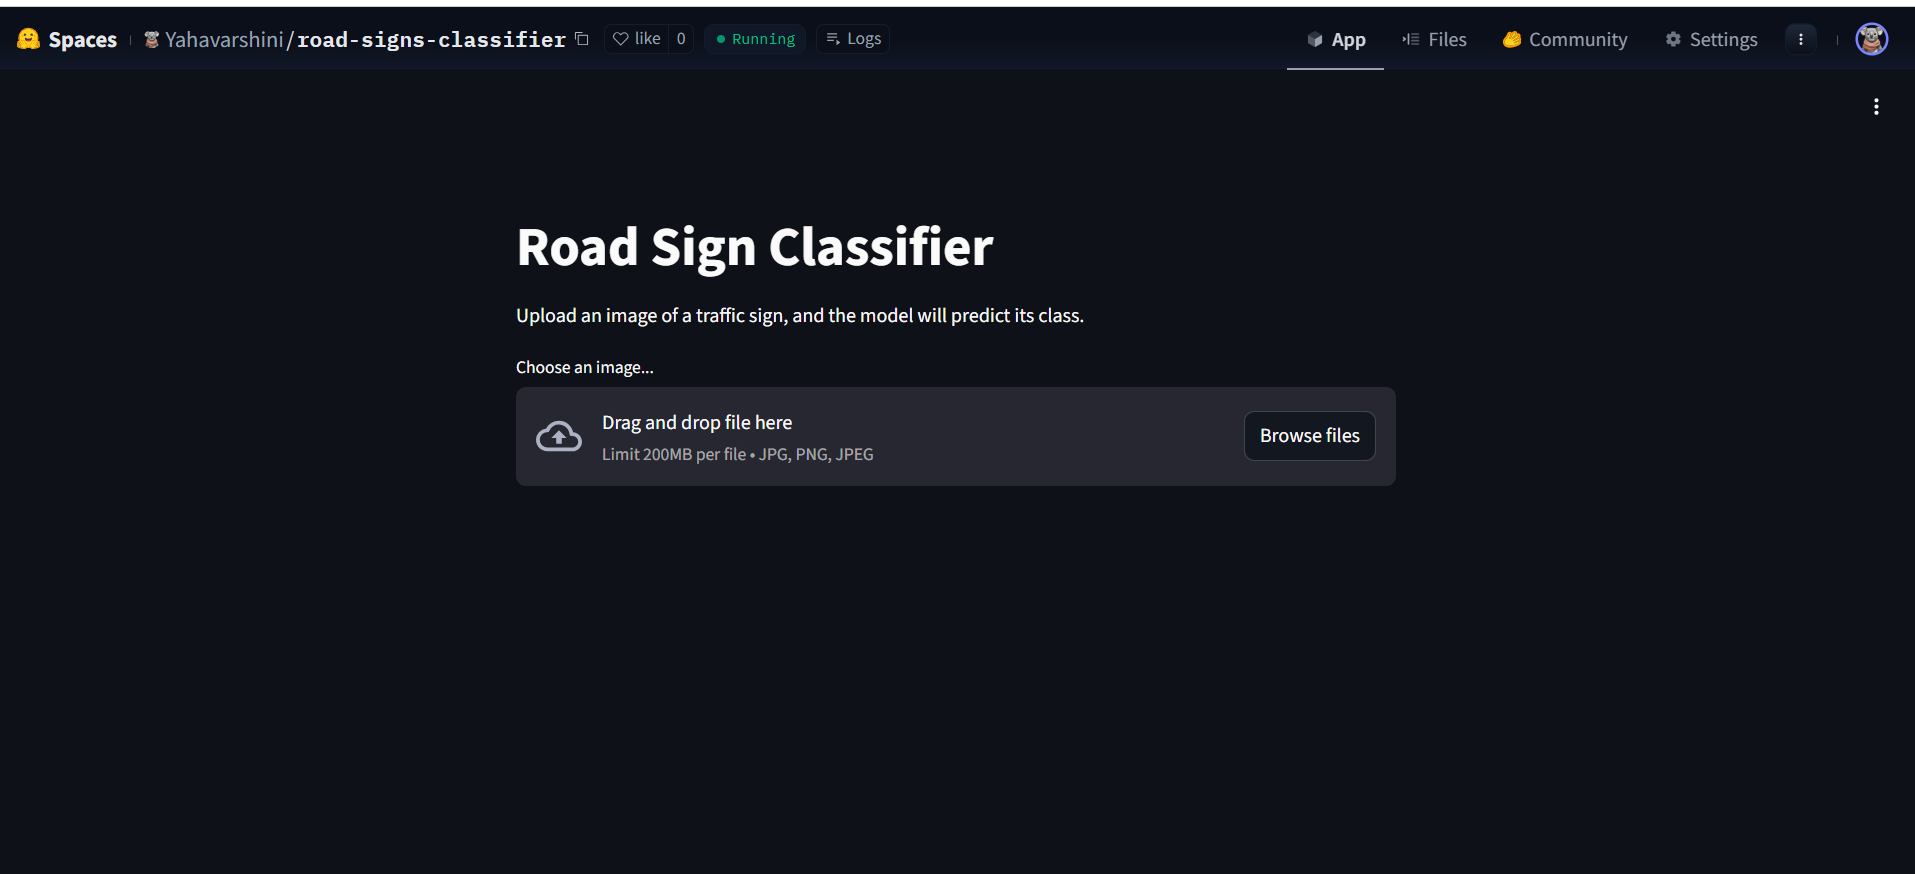 Spaces Yahavarshini/road-signs-classifier like 0 Running Logs App Files Community Settings
Road Sign Classifier
Upload an image of a traffic sign, and the model will predict its class.
Choose an image...
Drag and drop file here
Limit 200MB per file • JPG, PNG, JPEG
Browse files